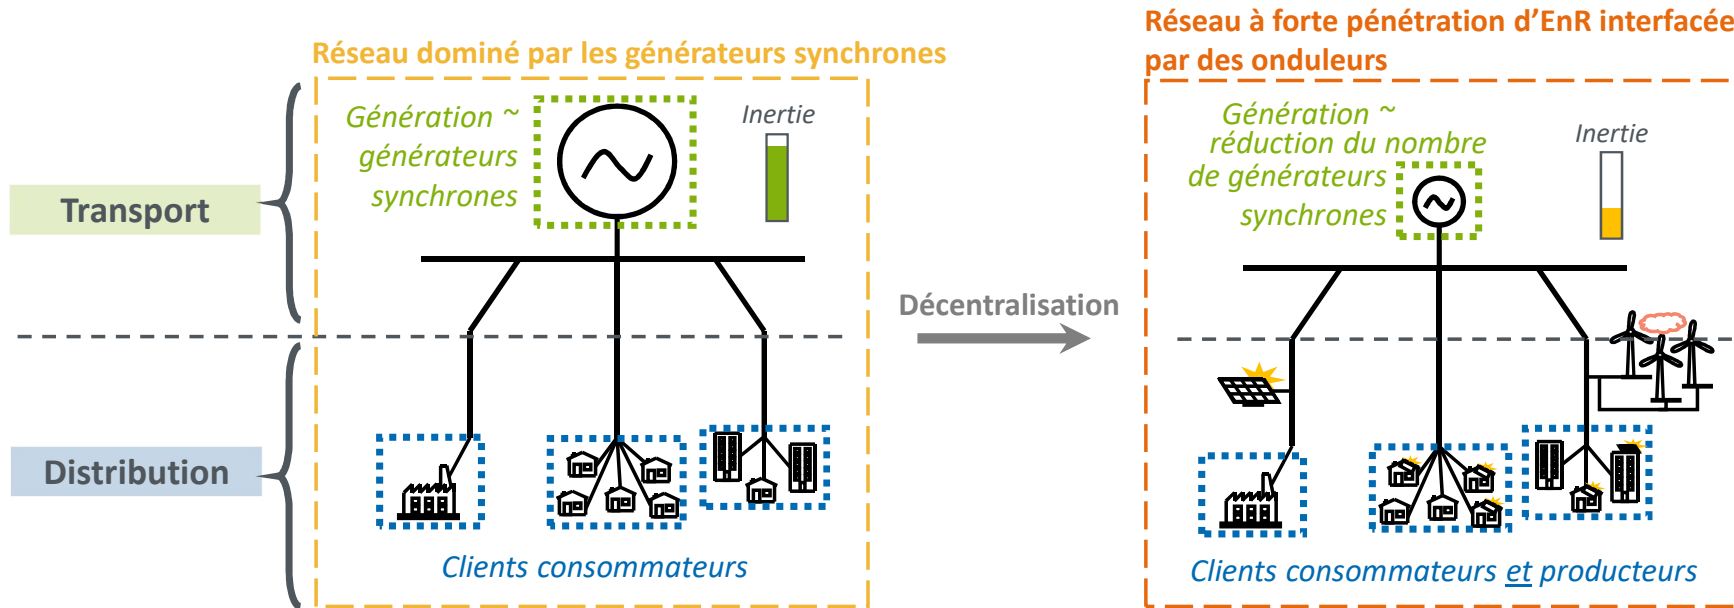 Réseau dominé par les générateurs synchrones
Génération ~
générateurs
synchrones
Inertie
Transport
Distribution
Clients consommateurs
Décentralisation
Réseau à forte pénétration d’EnR interfacée
par des onduleurs
Génération ~
réduction du nombre
de générateurs
synchrones
Inertie
Clients consommateurs et producteurs